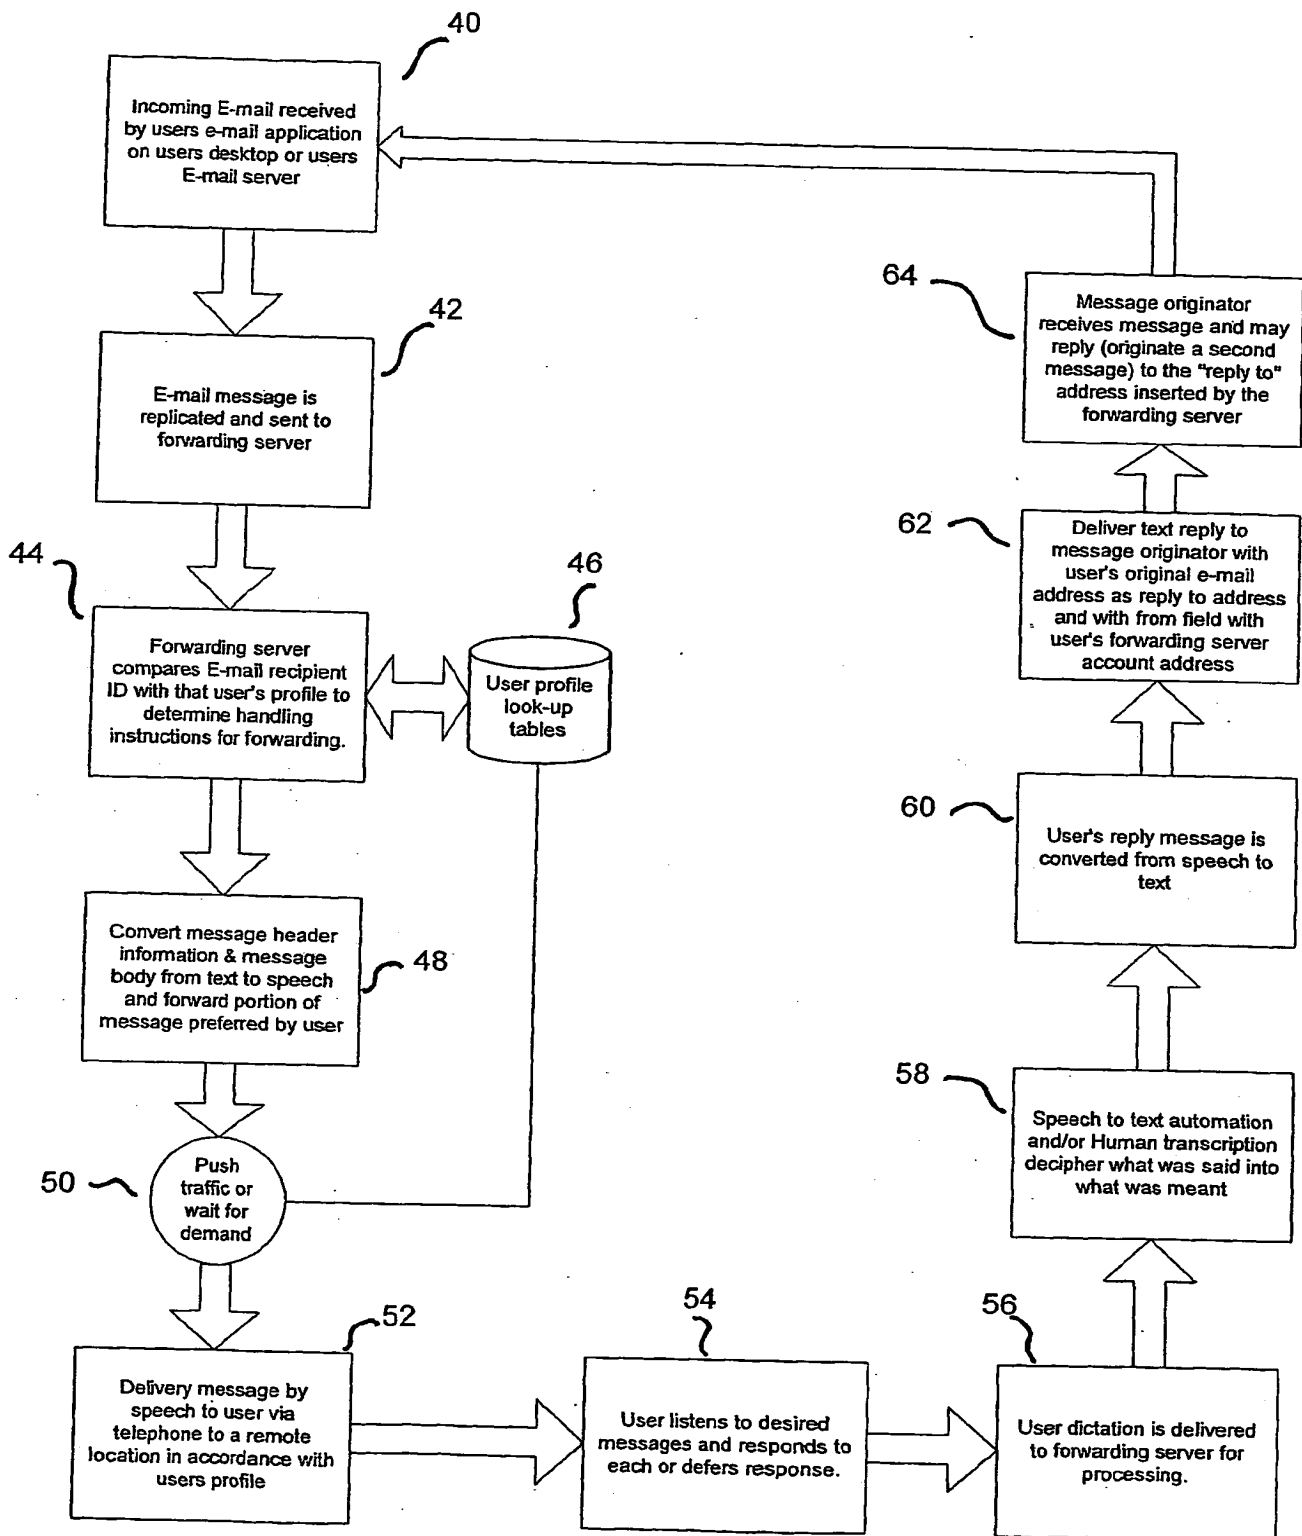 40
Incoming E-mail received
by users e-mail application
on users desktop or users
E-mail server
42
E-mail message is
replicated and sent to
forwarding server
44
Forwarding server
compares E-mail recipient
ID with that user's profile to
determine handling
instructions for forwarding.
46
User profile
look-up
tables
48
Convert message header
information & message
body from text to speech
and forward portion of
message preferred by user
50
Push
traffic or
wait for
demand
52
Delivery message by
speech to user via
telephone to a remote
location in accordance with
users profile
54
User listens to desired
messages and responds to
each or defers response.
56
User dictation is delivered
to forwarding server for
processing.
58
Speech to text automation
and/or Human transcription
decipher what was said into
what was meant
60
User's reply message is
converted from speech to
text
62
Deliver text reply to
message originator with
user's original e-mail
address as reply to address
and with from field with
user's forwarding server
account address
64
Message originator
receives message and may
reply (originate a second
message) to the "reply to"
address inserted by the
forwarding server